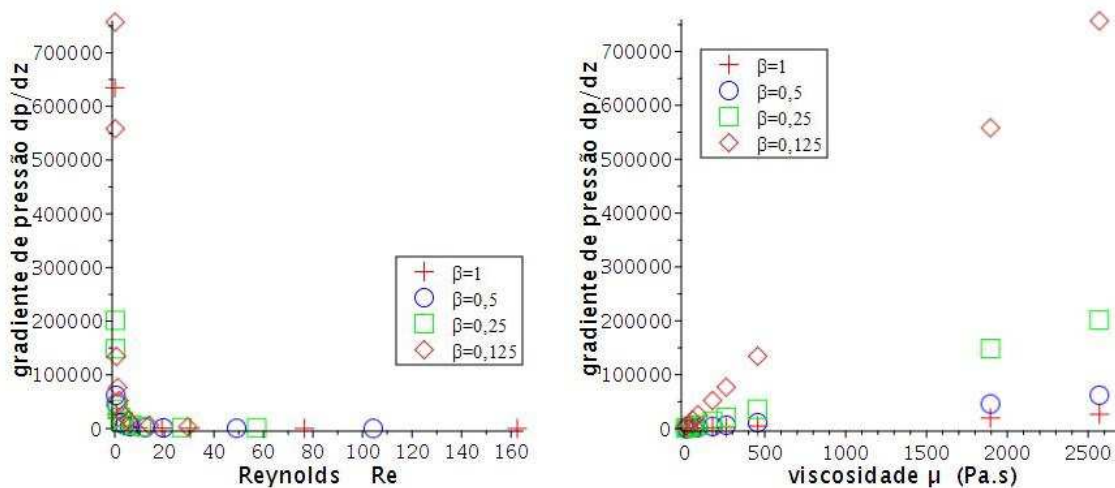 gradiente de pressão dp/dz
700000
600000
500000
400000
300000
200000
100000
0
0 20 40 60 80 100 120 140 160
Reynolds Re
β=1
β=0,5
β=0,25
β=0,125
gradiente de pressão dp/dz
700000
600000
500000
400000
300000
200000
100000
0
0 500 1000 1500 2000 2500
viscosidade μ (Pa.s)
β=1
β=0,5
β=0,25
β=0,125